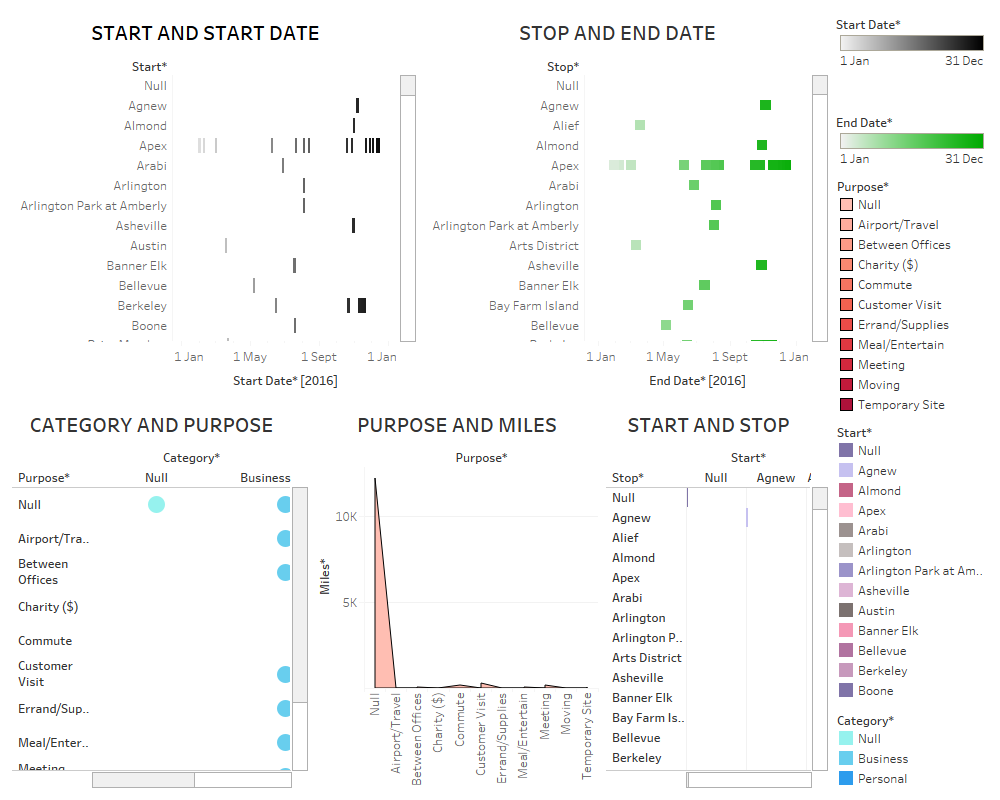 START AND START DATE
Start*
Null
Agnew
Almond
Apex
Arabi
Arlington
Arlington Park at Amberly
Asheville
Austin
Banner Elk
Bellevue
Berkeley
Boone
1 Jan 1 May 1 Sept 1 Jan
Start Date* [2016]
STOP AND END DATE
Stop*
Null
Agnew
Alief
Almond
Apex
Arabi
Arlington
Arlington Park at Amberly
Arts District
Asheville
Banner Elk
Bay Farm Island
Bellevue
1 Jan 1 May 1 Sept 1 Jan
End Date* [2016]
Start Date*
1 Jan 31 Dec
End Date*
1 Jan 31 Dec
Purpose*
Null
Airport/Travel
Between Offices
Charity ($)
Commute
Customer Visit
Errand/Supplies
Meal/Entertain
Meeting
Moving
Temporary Site
Start*
Null
Agnew
Almond
Apex
Arabi
Arlington
Arlington Park at Am..
Asheville
Austin
Banner Elk
Bellevue
Berkeley
Boone
Category*
Null
Business
Personal
CATEGORY AND PURPOSE
Category*
Purpose* Null Business
Null
Airport/Tra..
Between
Offices
Charity ($)
Commute
Customer
Visit
Errand/Sup..
Meal/Enter..
Meeting
PURPOSE AND MILES
Purpose*
Miles*
10K
5K
Null
Airport/Travel
Between Offices
Charity ($)
Commute
Customer Visit
Errand/Supplies
Meal/Entertain
Meeting
Moving
Temporary Site
START AND STOP
Start*
Stop* Null Agnew
Null
Agnew
Alief
Almond
Apex
Arabi
Arlington
Arlington P..
Arts District
Asheville
Banner Elk
Bay Farm Is..
Bellevue
Berkeley